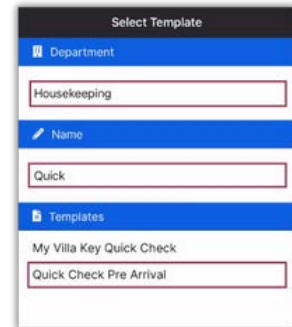 Select Template
Department
Housekeeping
Name
Quick
Templates
My Villa Key Quick Check
Quick Check Pre Arrival